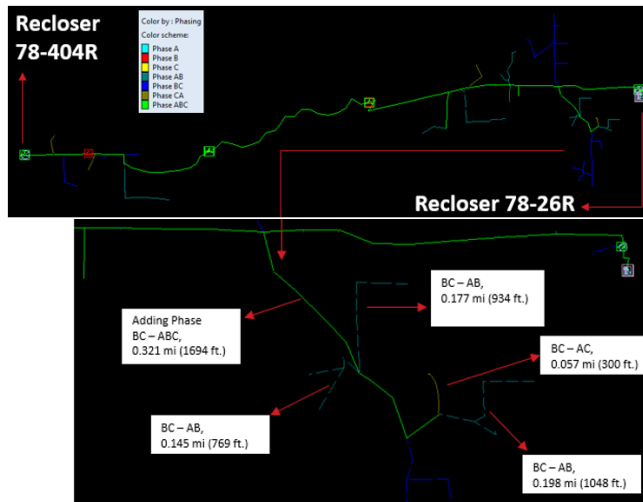 Recloser
78-404R
Color by : Phasing
Color scheme:
Phase A
Phase B
Phase C
Phase AB
Phase BC
Phase CA
Phase ABC
Recloser 78-26R
BC – AB,
0.177 mi (934 ft.)
Adding Phase
BC – ABC,
0.321 mi (1694 ft.)
BC – AC,
0.057 mi (300 ft.)
BC – AB,
0.145 mi (769 ft.)
BC – AB,
0.198 mi (1048 ft.)